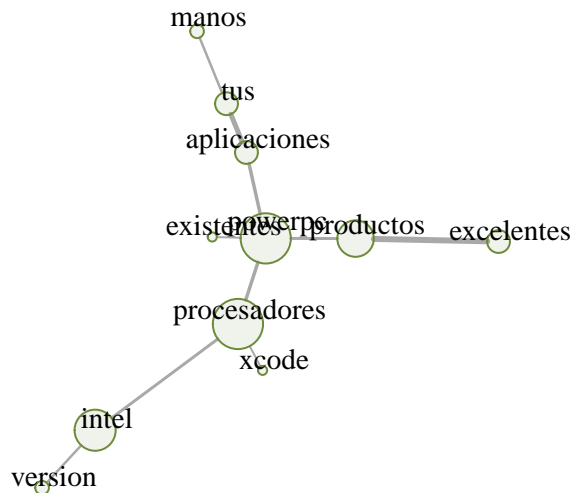 manos
tus
aplicaciones
existentes
powerpc
productos
excelentes
procesadores
xcode
intel
version